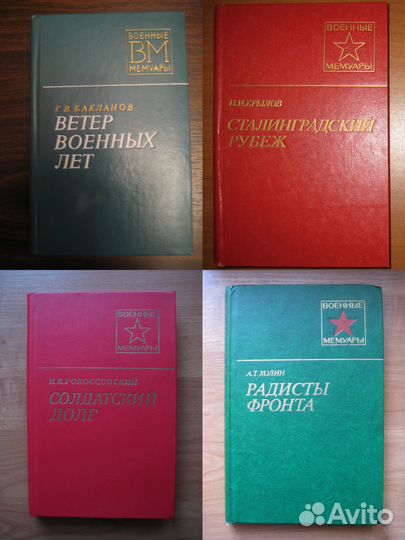 ВОЕННЫЕ
ВМ
МЕМУАРЫ
Г. В. БАКЛАНОВ
ВЕТЕР
ВОЕННЫХ
ЛЕТ
ВОЕННЫЕ
МЕМУАРЫ
Н.И.КРЫЛОВ
СТАЛИНГРАДСКИЙ
РУБЕЖ
ВОЕННЫЕ
МЕМУАРЫ
К.К.РОКОССОВСКИЙ
СОЛДАТСКИЙ
ДОЛГ
ВОЕННЫЕ
МЕМУАРЫ
А.Т.ХОЛИН
РАДИСТЫ
ФРОНТА
Avito